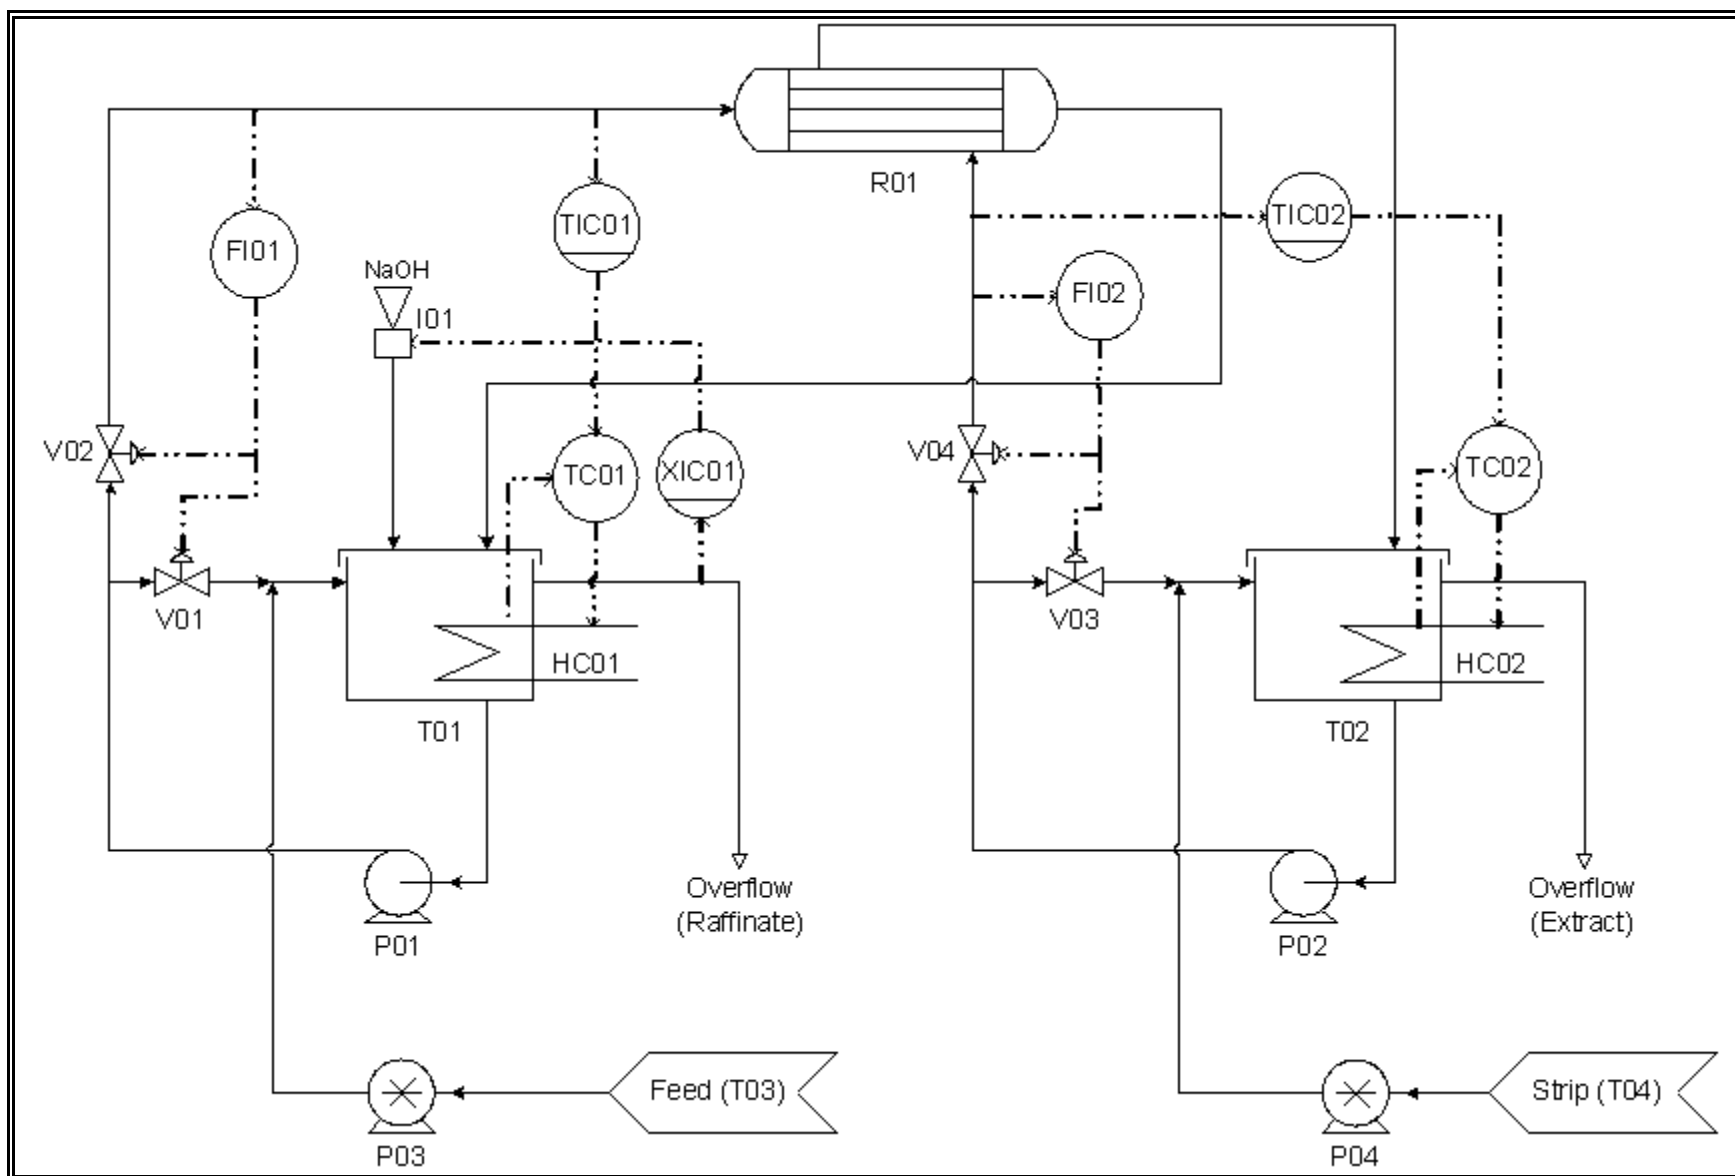 R01
TIC01
TIC02
FI01
NaOH
FI02
I01
V02
V04
TC01
XIC01
TC02
V01
V03
HC01
HC02
T01
T02
Overflow
(Raffinate)
Overflow
(Extract)
P01
P02
Feed (T03)
Strip (T04)
P03
P04